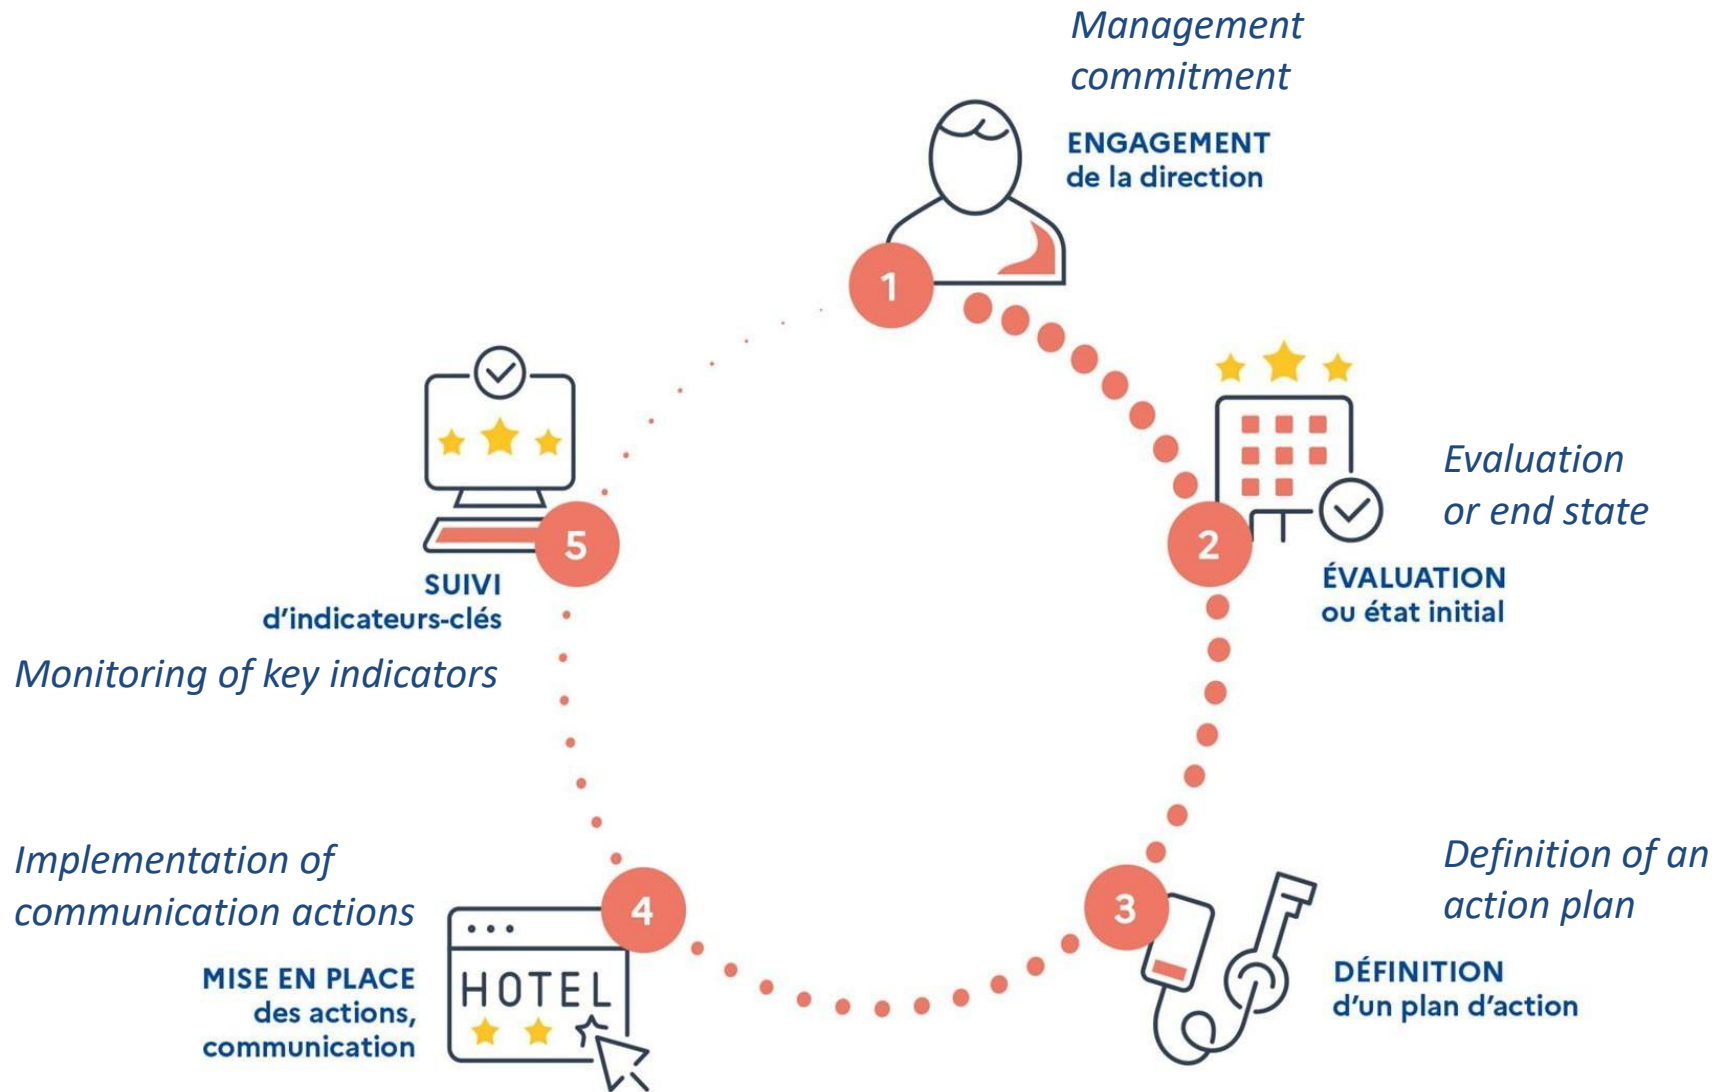 Management
commitment
ENGAGEMENT
de la direction
1
Evaluation
or end state
2
ÉVALUATION
ou état initial
5
SUIVI
d'indicateurs-clés
Monitoring of key indicators
Definition of an
action plan
3
DÉFINITION
d'un plan d'action
Implementation of
communication actions
4
HOTEL
MISE EN PLACE
des actions,
communication